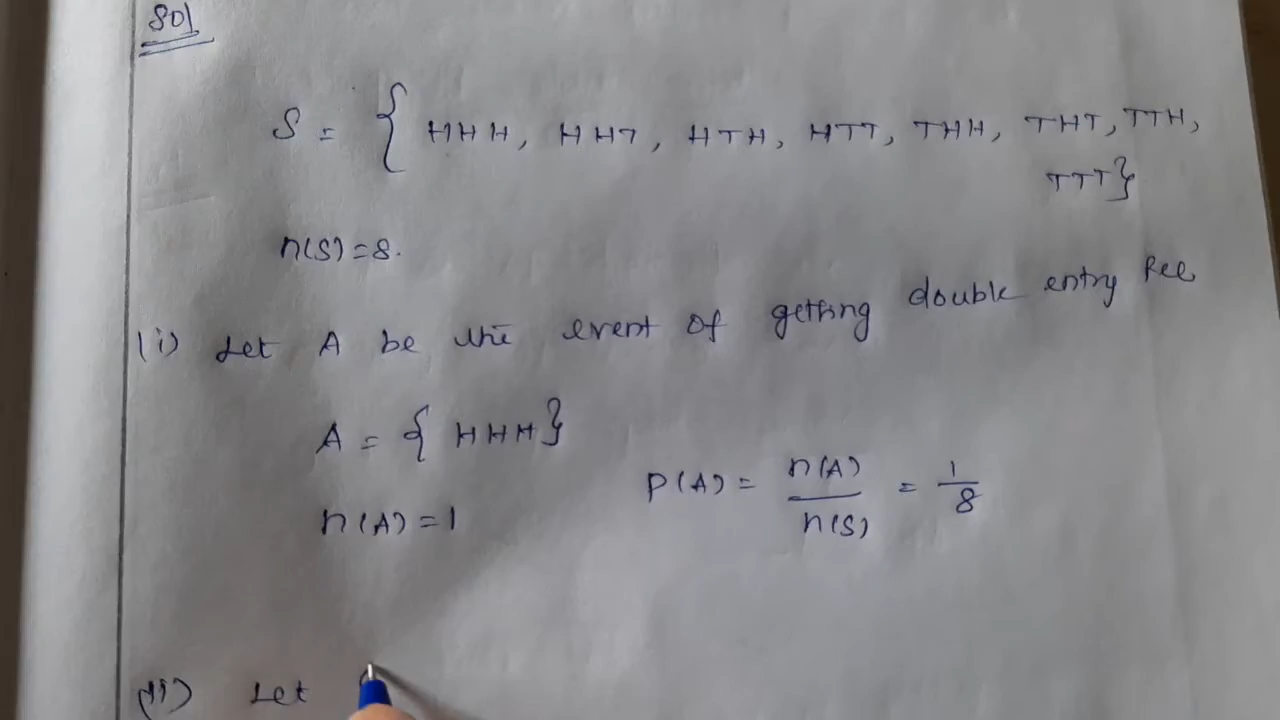 Sol
S = { HHH, HHT, HTH, HTT, THH, THT, TTH,
TTT}
n(S) = 8.
(i) Let A be the event of getting double entry fee
A = { HHH}
n(A) = 1
P(A) = n(A)/n(S) = 1/8
(ii) Let